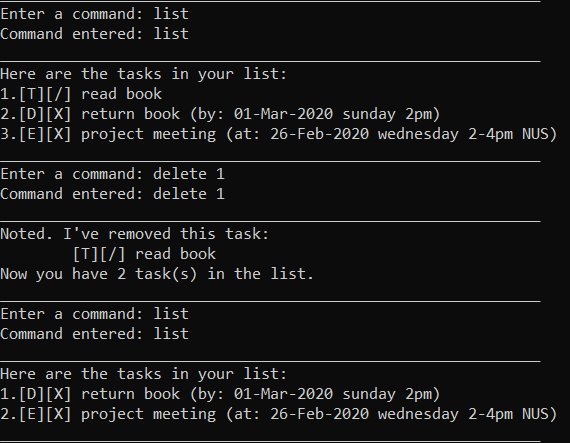 Enter a command: list
Command entered: list
Here are the tasks in your list:
1.[T][/] read book
2.[D][X] return book (by: 01-Mar-2020 sunday 2pm)
3.[E][X] project meeting (at: 26-Feb-2020 wednesday 2-4pm NUS)
Enter a command: delete 1
Command entered: delete 1
Noted. I've removed this task:
[T][/] read book
Now you have 2 task(s) in the list.
Enter a command: list
Command entered: list
Here are the tasks in your list:
1.[D][X] return book (by: 01-Mar-2020 sunday 2pm)
2.[E][X] project meeting (at: 26-Feb-2020 wednesday 2-4pm NUS)